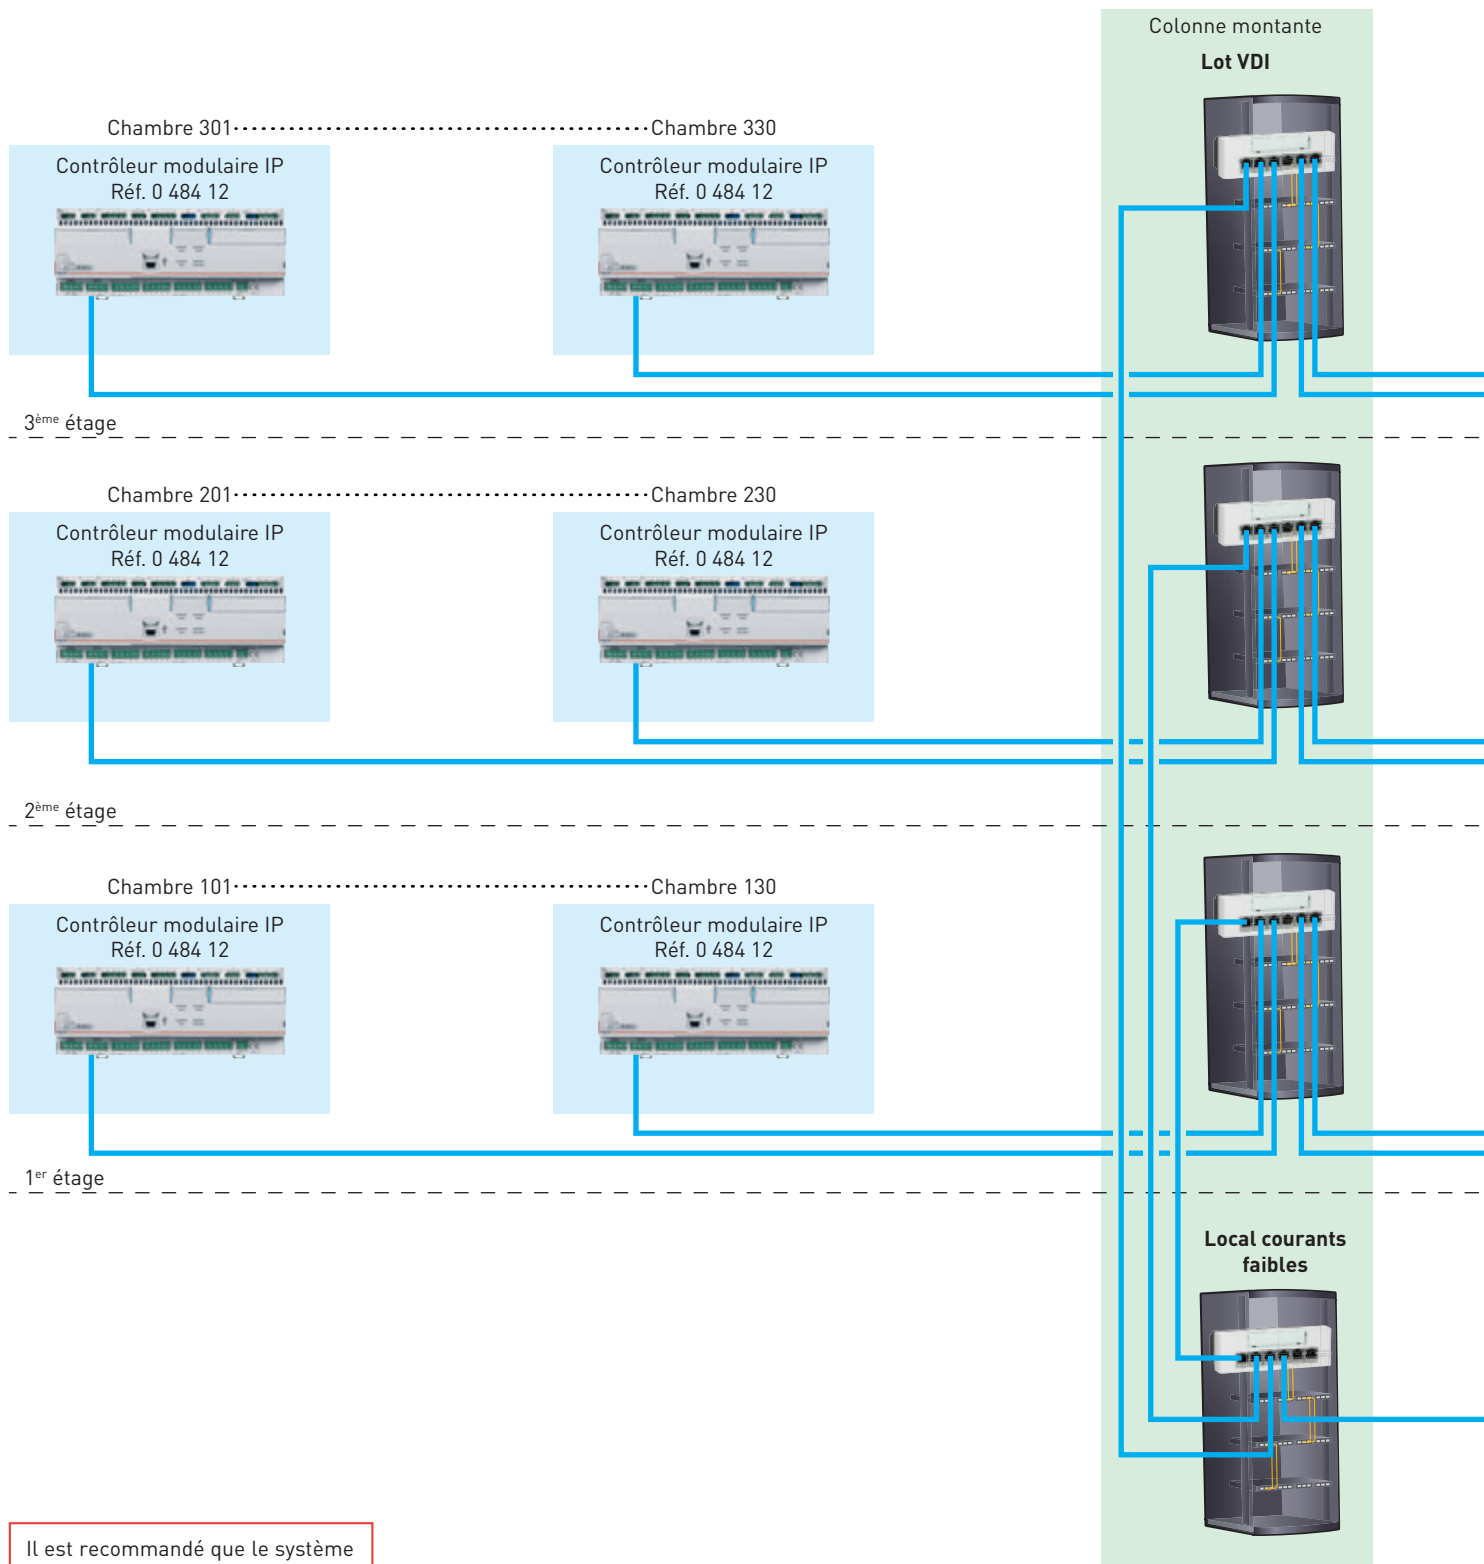 Colonne montante
Lot VDI
Chambre 301 Chambre 330
Contrôleur modulaire IP
Réf. 0 484 12
Contrôleur modulaire IP
Réf. 0 484 12
3ème étage
Chambre 201 Chambre 230
Contrôleur modulaire IP
Réf. 0 484 12
Contrôleur modulaire IP
Réf. 0 484 12
2ème étage
Chambre 101 Chambre 130
Contrôleur modulaire IP
Réf. 0 484 12
Contrôleur modulaire IP
Réf. 0 484 12
1er étage
Local courants
faibles
Il est recommandé que le système